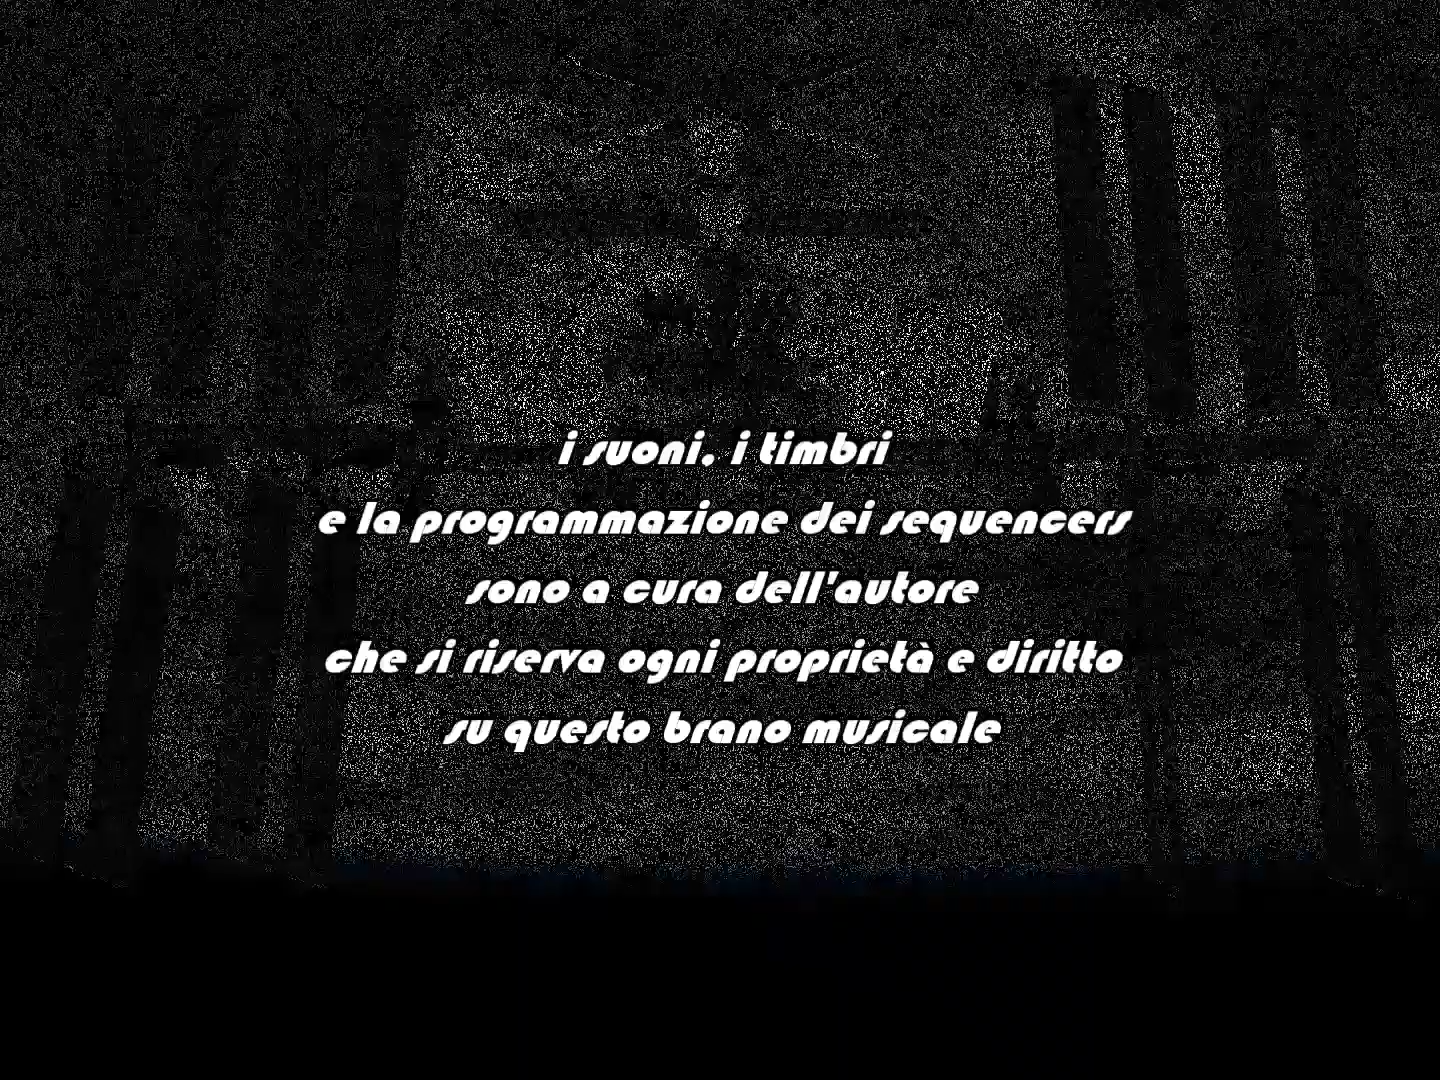 i suoni, i timbri
e la programmazione dei sequencers
sono a cura dell'autore
che si riserva ogni proprietà e diritto
su questo brano musicale